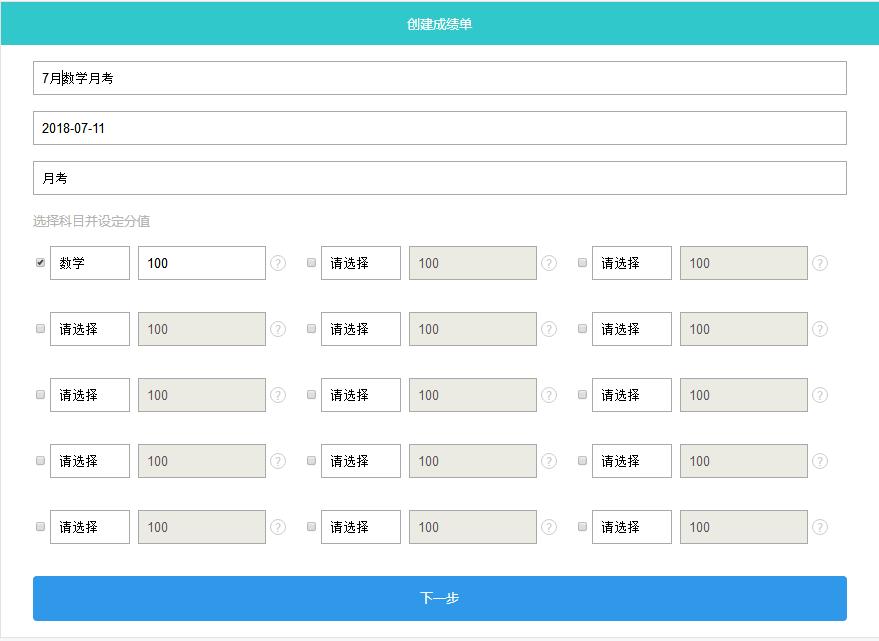 创建成绩单
7月数学月考
2018-07-11
月考
选择科目并设定分值
数学 100 ? 请选择 100 ? 请选择 100 ?
请选择 100 ? 请选择 100 ? 请选择 100 ?
请选择 100 ? 请选择 100 ? 请选择 100 ?
请选择 100 ? 请选择 100 ? 请选择 100 ?
请选择 100 ? 请选择 100 ? 请选择 100 ?
下一步